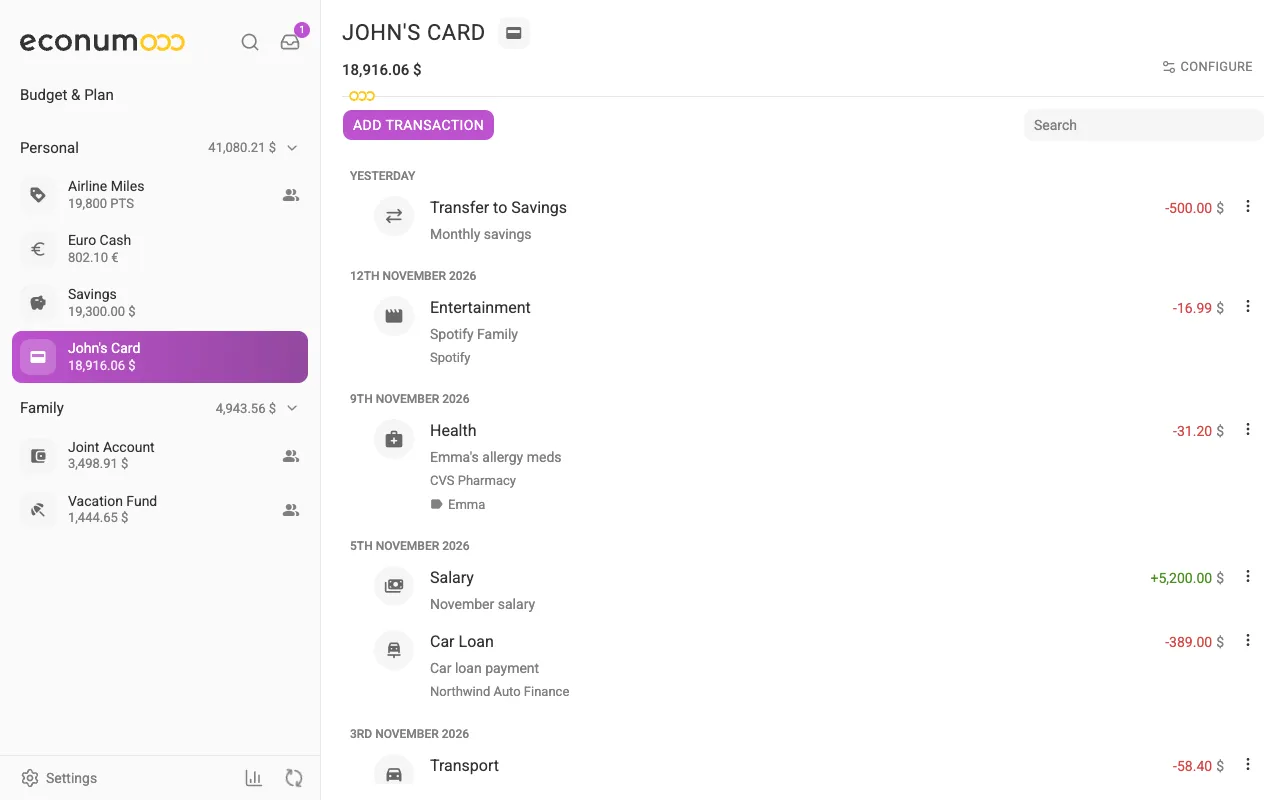 econumo
1
Budget & Plan
Personal 41,080.21 $
Airline Miles
19,800 PTS
Euro Cash
802.10 €
Savings
19,300.00 $
John's Card
18,916.06 $
Family 4,943.56 $
Joint Account
3,498.91 $
Vacation Fund
1,444.65 $
Settings
JOHN'S CARD
18,916.06 $
CONFIGURE
ADD TRANSACTION
Search
YESTERDAY
Transfer to Savings -500.00 $
Monthly savings
12TH NOVEMBER 2026
Entertainment -16.99 $
Spotify Family
Spotify
9TH NOVEMBER 2026
Health -31.20 $
Emma's allergy meds
CVS Pharmacy
Emma
5TH NOVEMBER 2026
Salary +5,200.00 $
November salary
Car Loan -389.00 $
Car loan payment
Northwind Auto Finance
3RD NOVEMBER 2026
Transport -58.40 $